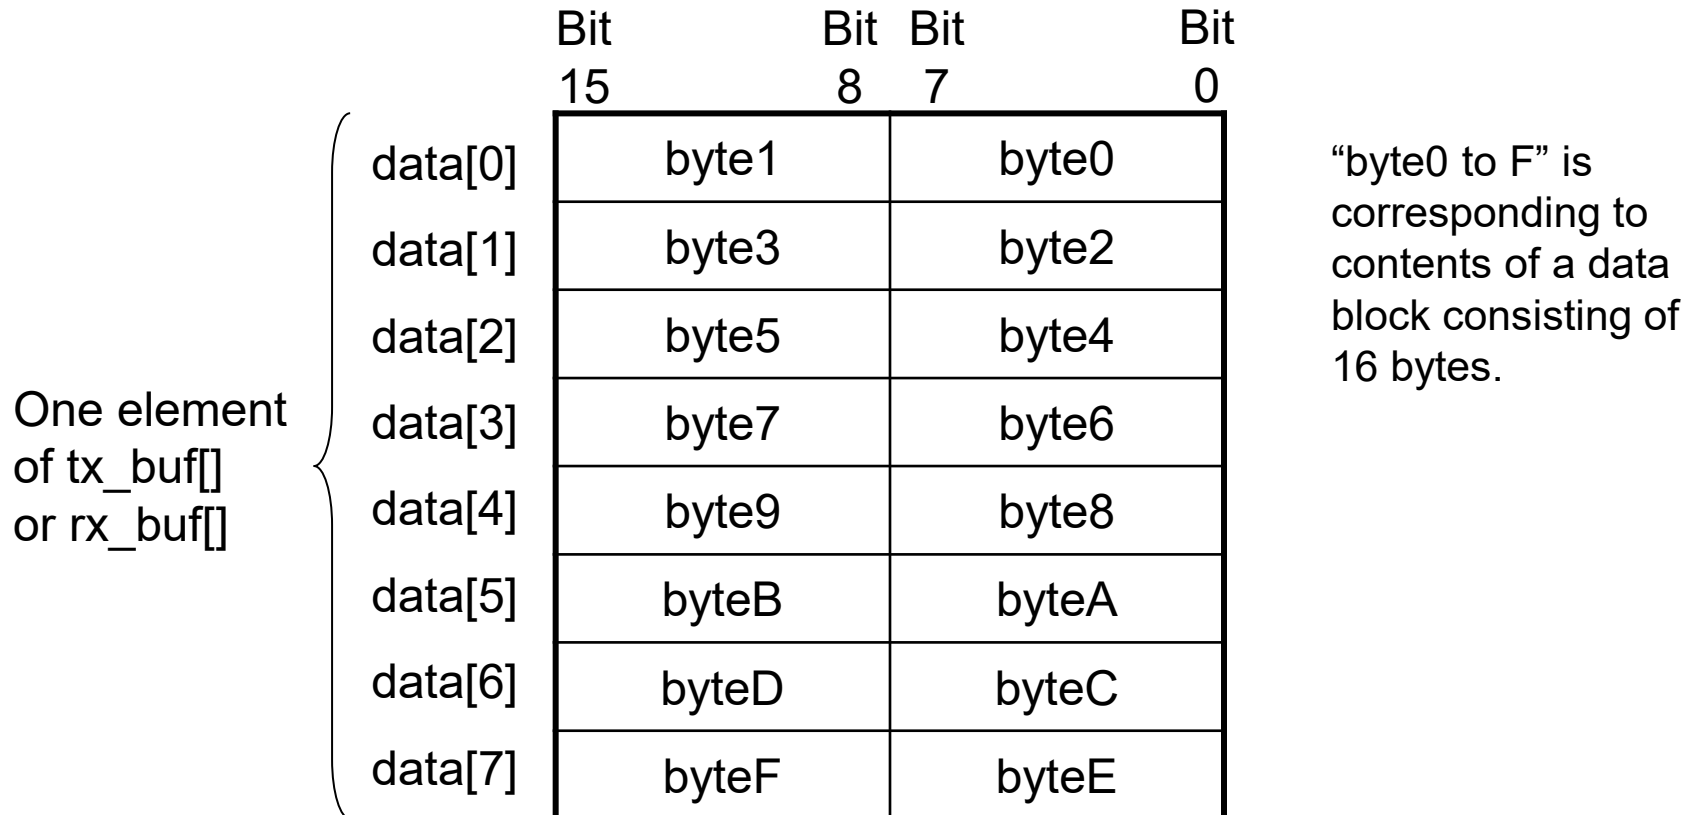 Bit Bit Bit Bit
15 8 7 0
data[0] byte1 byte0
data[1] byte3 byte2
data[2] byte5 byte4
data[3] byte7 byte6
data[4] byte9 byte8
data[5] byteB byteA
data[6] byteD byteC
data[7] byteF byteE
One element
of tx_buf[]
or rx_buf[]
“byte0 to F” is
corresponding to
contents of a data
block consisting of
16 bytes.